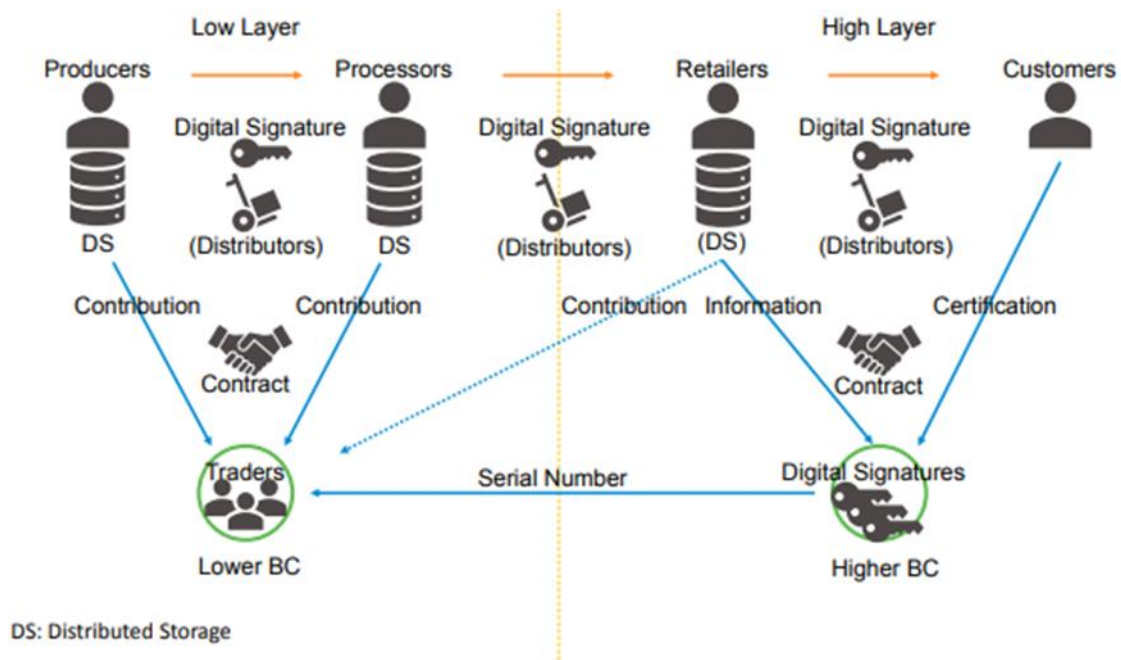 Low Layer
High Layer
Producers
Processors
Retailers
Customers
Digital Signature
Digital Signature
Digital Signature
DS
(Distributors)
DS
(Distributors)
(DS)
(Distributors)
Contribution
Contribution
Contribution
Information
Certification
Contract
Contract
Traders
Serial Number
Digital Signatures
Lower BC
Higher BC
DS: Distributed Storage